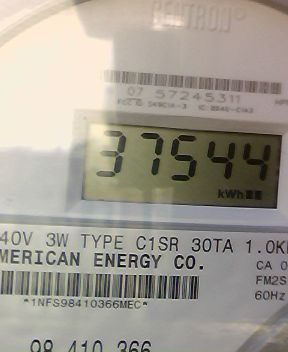 CENTRON®
07 57245311
37544
kWh
40V 3W TYPE C1SR 30TA 1.0K
MERICAN ENERGY CO.
CA 0
FM2S
*1NFS98410366MEC*
60Hz
98 410 366